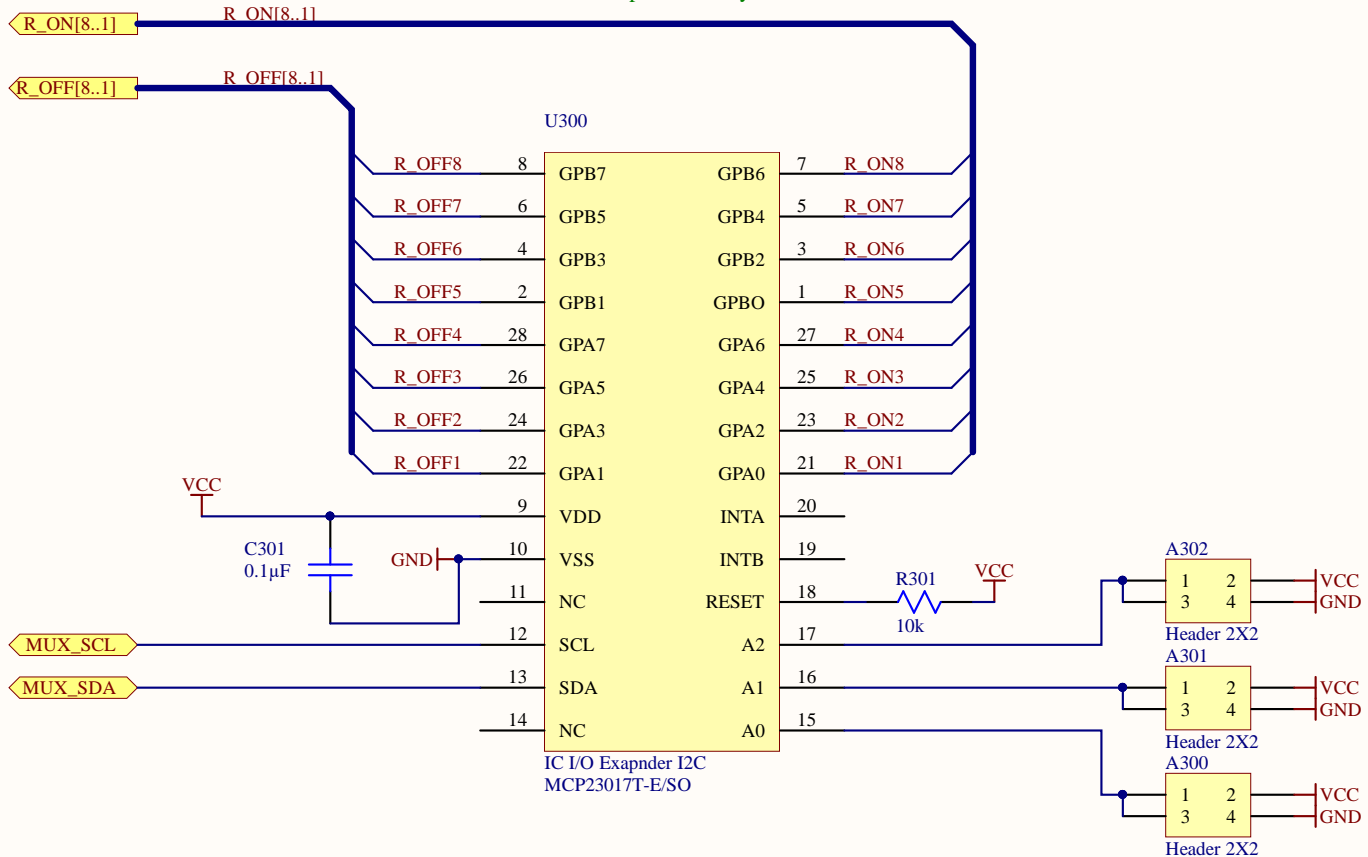 R_ON[8..1] R_ON[8..1]
R_OFF[8..1] R_OFF[8..1]
U300
R_OFF8 8 GPB7 GPB6 7 R_ON8
R_OFF7 6 GPB5 GPB4 5 R_ON7
R_OFF6 4 GPB3 GPB2 3 R_ON6
R_OFF5 2 GPB1 GPBO 1 R_ON5
R_OFF4 28 GPA7 GPA6 27 R_ON4
R_OFF3 26 GPA5 GPA4 25 R_ON3
R_OFF2 24 GPA3 GPA2 23 R_ON2
R_OFF1 22 GPA1 GPA0 21 R_ON1
VCC
9 VDD INTA 20
C301
0.1µF
GND 10 VSS INTB 19
11 NC RESET 18 R301 VCC
10k
MUX_SCL 12 SCL A2 17
MUX_SDA 13 SDA A1 16
14 NC A0 15
IC I/O Exapnder I2C
MCP23017T-E/SO
A302
1 2 VCC
3 4 GND
Header 2X2
A301
1 2 VCC
3 4 GND
Header 2X2
A300
1 2 VCC
3 4 GND
Header 2X2